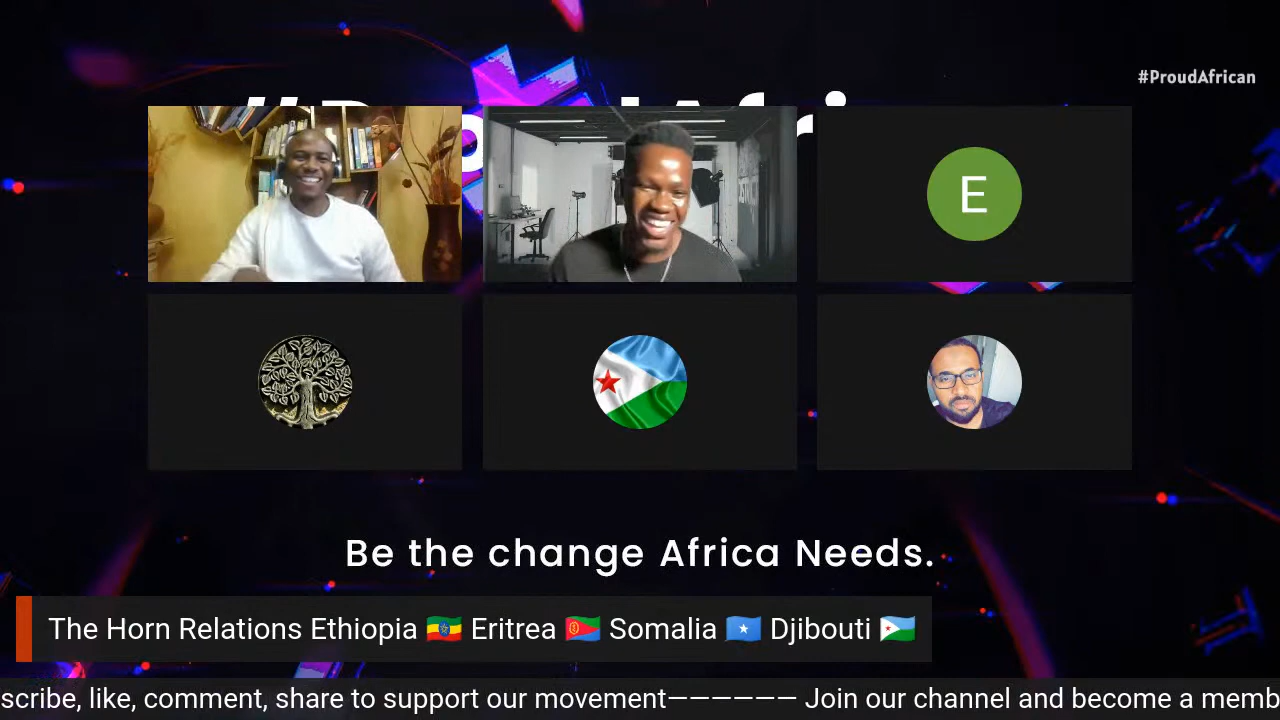 #ProudAfrican
E
Be the change Africa Needs.
The Horn Relations Ethiopia 🇪🇹 Eritrea 🇪🇷 Somalia 🇸🇴 Djibouti 🇩🇯
scribe, like, comment, share to support our movement—————— Join our channel and become a memb